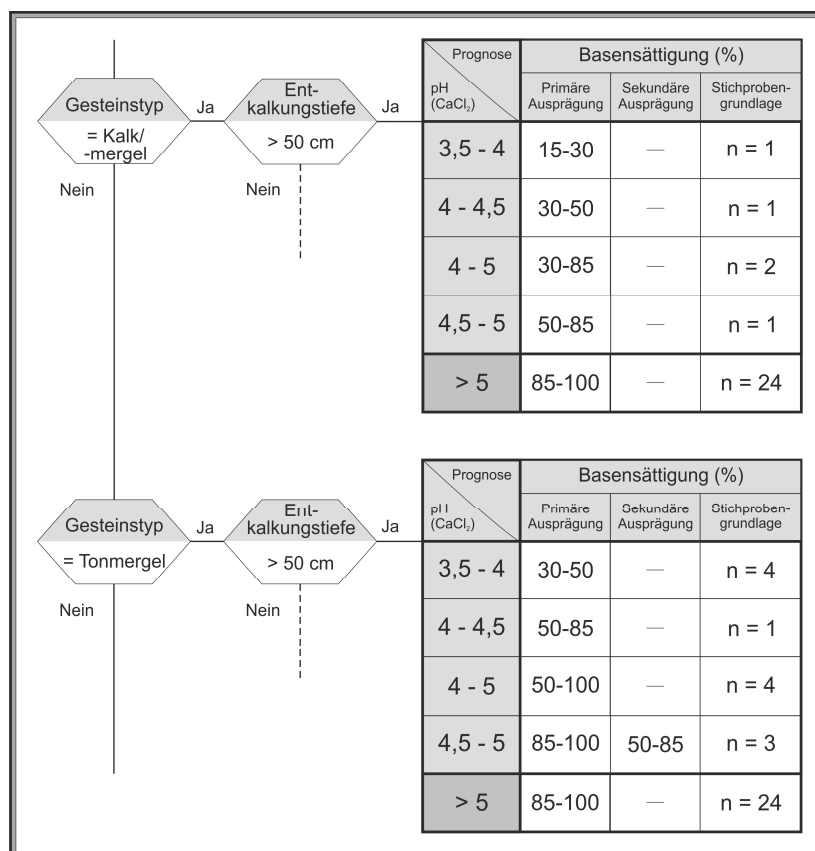 Gesteinstyp
= Kalk/
-mergel
Ja
Nein
Ent-
kalkungstiefe
> 50 cm
Ja
Nein
Prognose
pH
(CaCl₂)
Basensättigung (%)
Primäre Ausprägung
Sekundäre Ausprägung
Stichproben-
grundlage
3,5 - 4 15-30 — n = 1
4 - 4,5 30-50 — n = 1
4 - 5 30-85 — n = 2
4,5 - 5 50-85 — n = 1
> 5 85-100 — n = 24
Gesteinstyp
= Tonmergel
Ja
Nein
Ent-
kalkungstiefe
> 50 cm
Ja
Nein
Prognose
pH
(CaCl₂)
Basensättigung (%)
Primäre Ausprägung
Sekundäre Ausprägung
Stichproben-
grundlage
3,5 - 4 30-50 — n = 4
4 - 4,5 50-85 — n = 1
4 - 5 50-100 — n = 4
4,5 - 5 85-100 50-85 n = 3
> 5 85-100 — n = 24